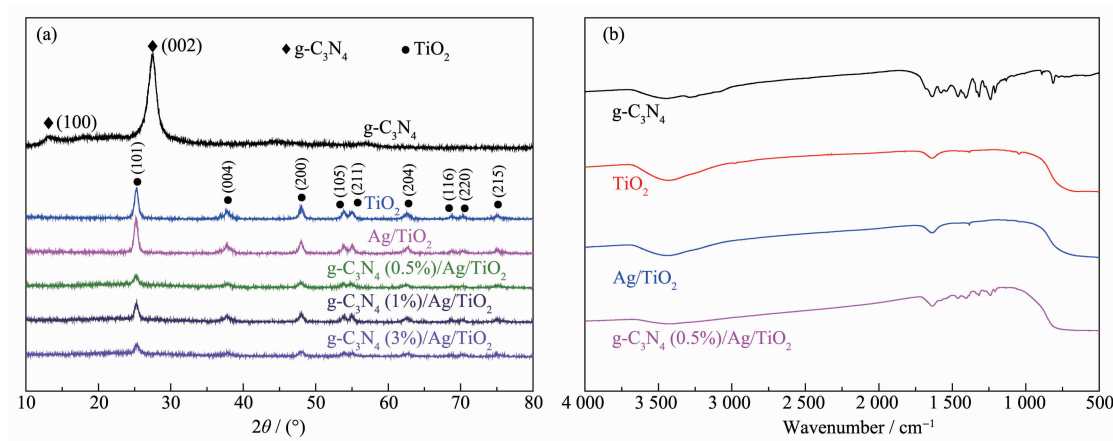 (a)
◆ (002)
◆ g-C₃N₄
● TiO₂
◆ (100)
g-C₃N₄
(101)
(004)
(200)
(105)
(211)
(204)
(116)
(220)
(215)
TiO₂
Ag/TiO₂
g-C₃N₄ (0.5%)/Ag/TiO₂
g-C₃N₄ (1%)/Ag/TiO₂
g-C₃N₄ (3%)/Ag/TiO₂
10 20 30 40 50 60 70 80
2θ / (°)
(b)
g-C₃N₄
TiO₂
Ag/TiO₂
g-C₃N₄ (0.5%)/Ag/TiO₂
4 000 3 500 3 000 2 500 2 000 1 500 1 000 500
Wavenumber / cm⁻¹